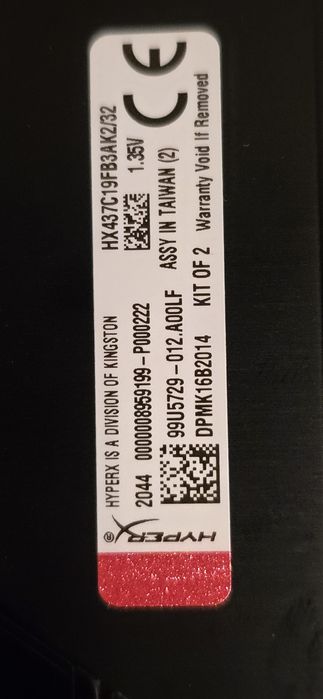 HYPERX IS A DIVISION OF KINGSTON HX437C19FB3AK2/32
2044 0000008959199-P000222 1.35V
99U5729-012.A00LF ASSY IN TAIWAN (2)
DPMK16B2014 KIT OF 2 Warranty Void If Removed
HYPERX®
CE